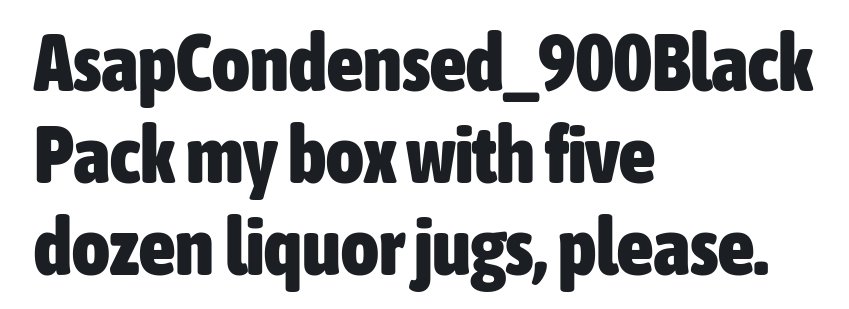 AsapCondensed_900Black
Pack my box with five
dozen liquor jugs, please.